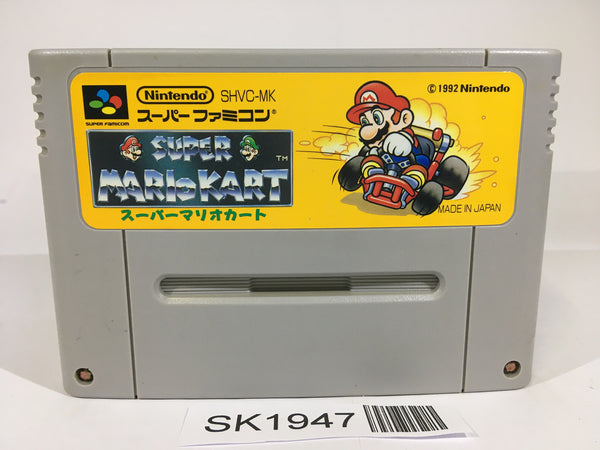 SUPER FAMICOM
Nintendo SHVC-MK
スーパーファミコン®
© 1992 Nintendo
SUPER
MARIO KART TM
スーパーマリオカート
MADE IN JAPAN
SK1947